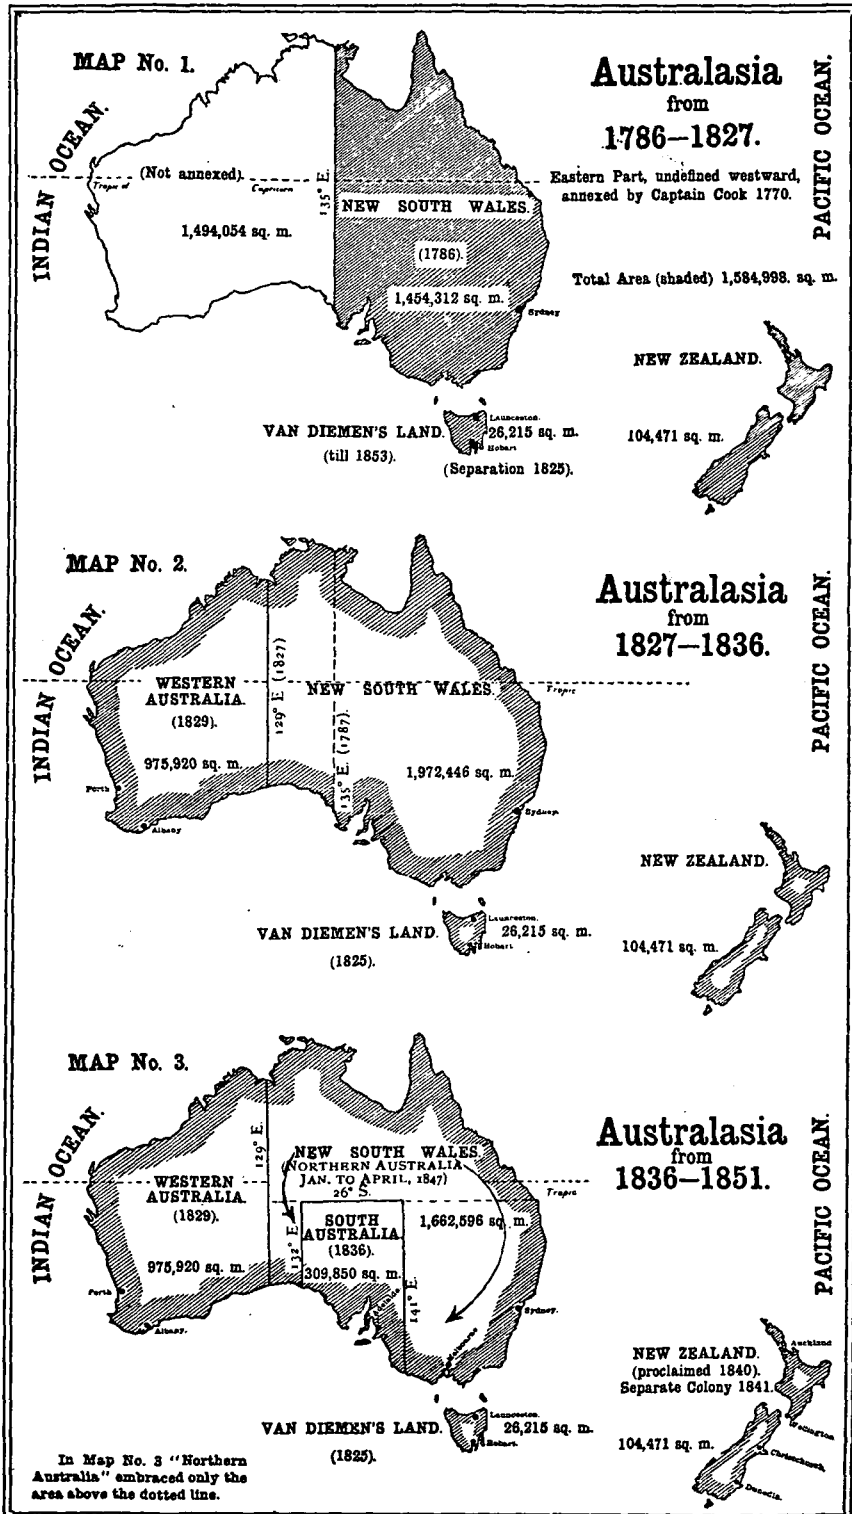 MAP No. 1.
Australasia
from
1786—1827.
Eastern Part, undefined westward,
annexed by Captain Cook 1770.
INDIAN OCEAN.
PACIFIC OCEAN.
(Not annexed).
Tropic of Capricorn
135° E.
NEW SOUTH WALES.
1,494,054 sq. m.
(1786).
1,454,312 sq. m.
Total Area (shaded) 1,584,998. sq. m.
Sydney
NEW ZEALAND.
Launceston.
VAN DIEMEN'S LAND.
26,215 sq. m.
Hobart
(till 1853).
(Separation 1825).
104,471 sq. m.
MAP No. 2.
Australasia
from
1827—1836.
INDIAN OCEAN.
PACIFIC OCEAN.
WESTERN
AUSTRALIA.
(1829).
129° E. (1827)
NEW SOUTH WALES.
Tropic
135° E. (1787).
975,920 sq. m.
1,972,446 sq. m.
Perth
Albany
Sydney.
NEW ZEALAND.
Launceston.
VAN DIEMEN'S LAND.
26,215 sq. m.
Hobart
(1825).
104,471 sq. m.
MAP No. 3.
Australasia
from
1836—1851.
INDIAN OCEAN.
PACIFIC OCEAN.
129° E.
NEW SOUTH WALES.
(NORTHERN AUSTRALIA
JAN. TO APRIL, 1847)
26° S.
Tropic
WESTERN
AUSTRALIA.
(1829).
975,920 sq. m.
132° E.
SOUTH
AUSTRALIA.
(1836).
309,850 sq. m.
1,662,596 sq. m.
141° E.
Perth
Albany.
Adelaide
Melbourne
Sydney.
NEW ZEALAND.
(proclaimed 1840).
Separate Colony 1841.
Auckland
Wellington
104,471 sq. m.
Christchurch.
Dunedin.
Launceston.
VAN DIEMEN'S LAND.
26,215 sq. m.
Hobart.
(1825).
In Map No. 3 "Northern
Australia" embraced only the
area above the dotted line.